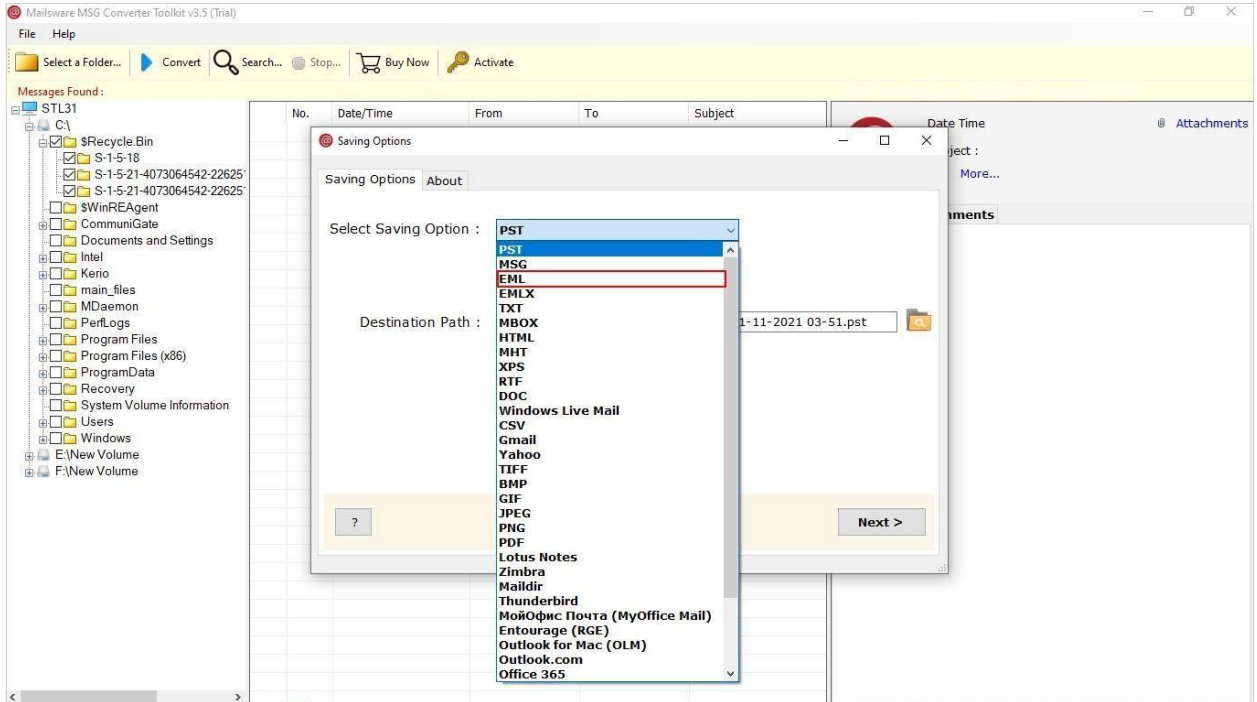 Mailsware MSG Converter Toolkit v3.5 (Trial)
File Help
Select a Folder... Convert Search... Stop... Buy Now Activate
Messages Found :
STL31
C:\
$Recycle.Bin
S-1-5-18
S-1-5-21-4073064542-22625
S-1-5-21-4073064542-22625
$WinREAgent
CommuniGate
Documents and Settings
Intel
Kerio
main_files
MDaemon
PerfLogs
Program Files
Program Files (x86)
ProgramData
Recovery
System Volume Information
Users
Windows
E:\New Volume
F:\New Volume
No. Date/Time From To Subject
Saving Options
Saving Options About
Select Saving Option : PST
PST
MSG
EML
EMLX
TXT
MBOX
HTML
MHT
XPS
RTF
DOC
Windows Live Mail
CSV
Gmail
Yahoo
TIFF
BMP
GIF
JPEG
PNG
PDF
Lotus Notes
Zimbra
Maildir
Thunderbird
МойОфис Почта (MyOffice Mail)
Entourage (RGE)
Outlook for Mac (OLM)
Outlook.com
Office 365
Destination Path : 1-11-2021 03-51.pst
? Next >
Date Time Attachments
ject :
More...